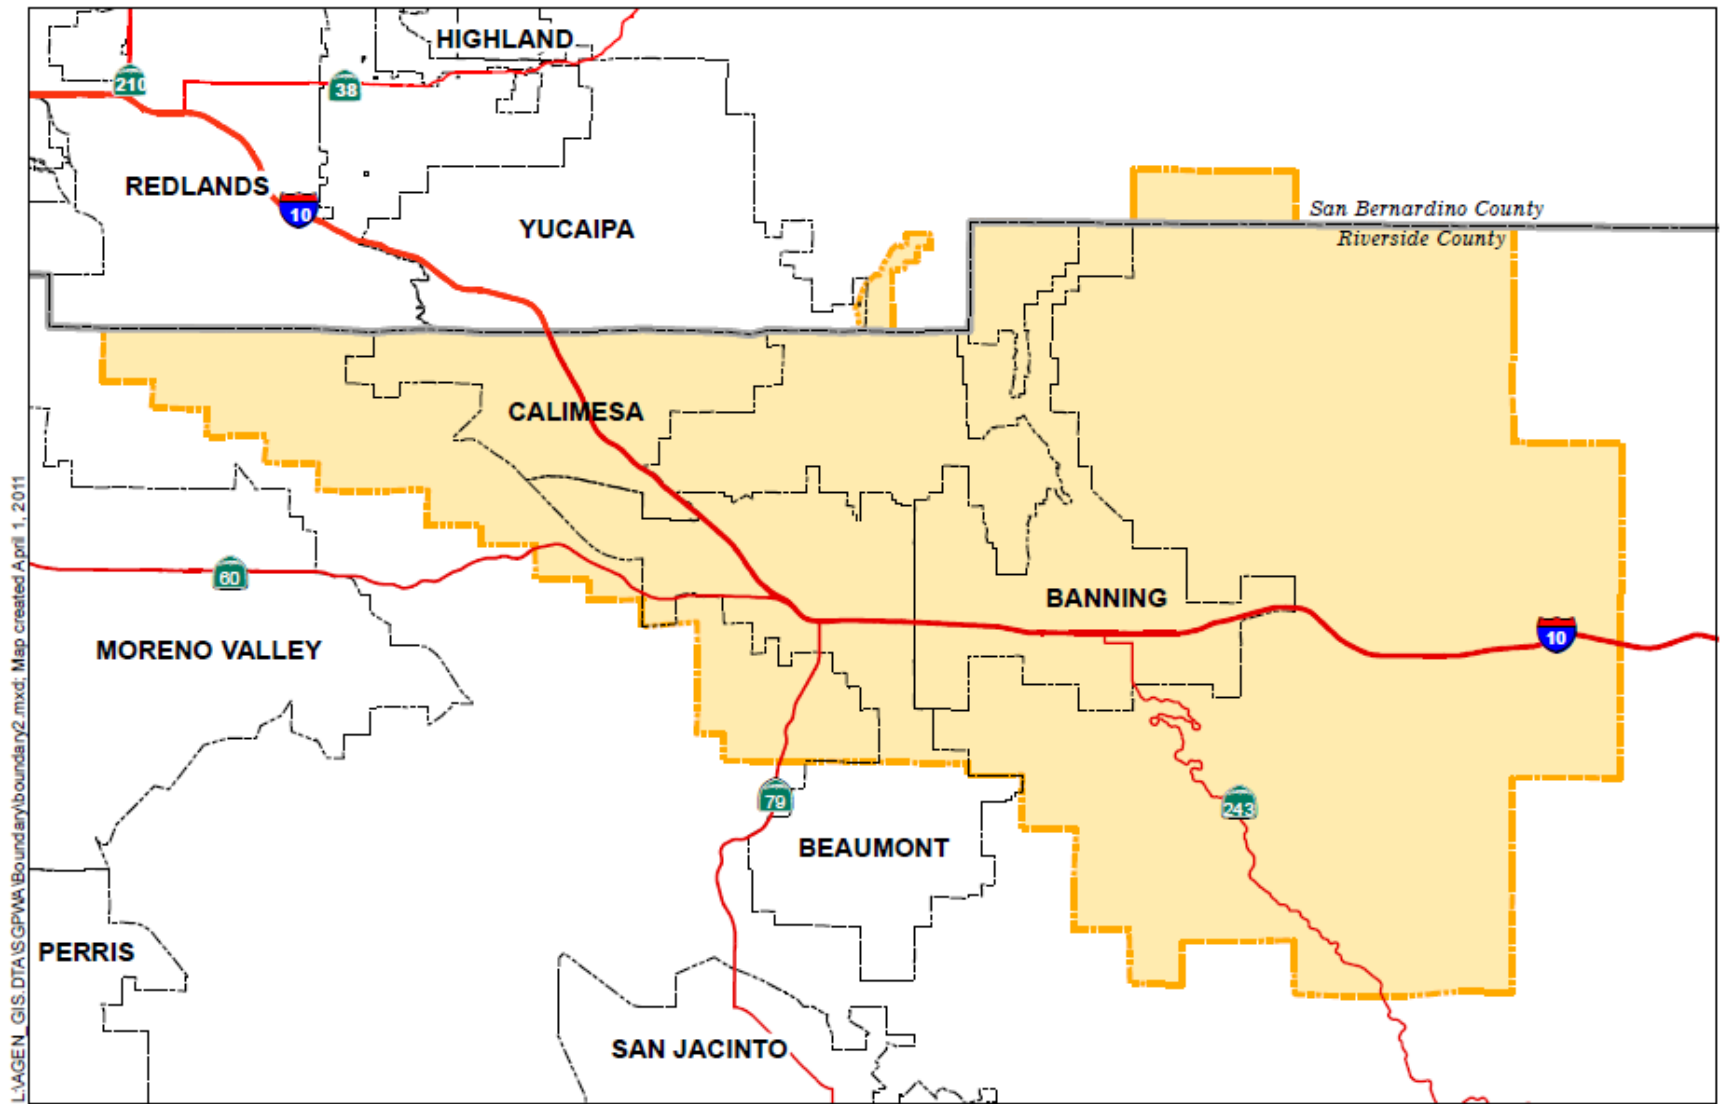 HIGHLAND
210
38
REDLANDS
10
YUCAIPA
San Bernardino County
Riverside County
CALIMESA
60
BANNING
10
MORENO VALLEY
79
243
BEAUMONT
PERRIS
SAN JACINTO
L:\AGEN_GIS.DTA\SGPWA\Boundary\boundary2.mxd; Map created April 1, 2011